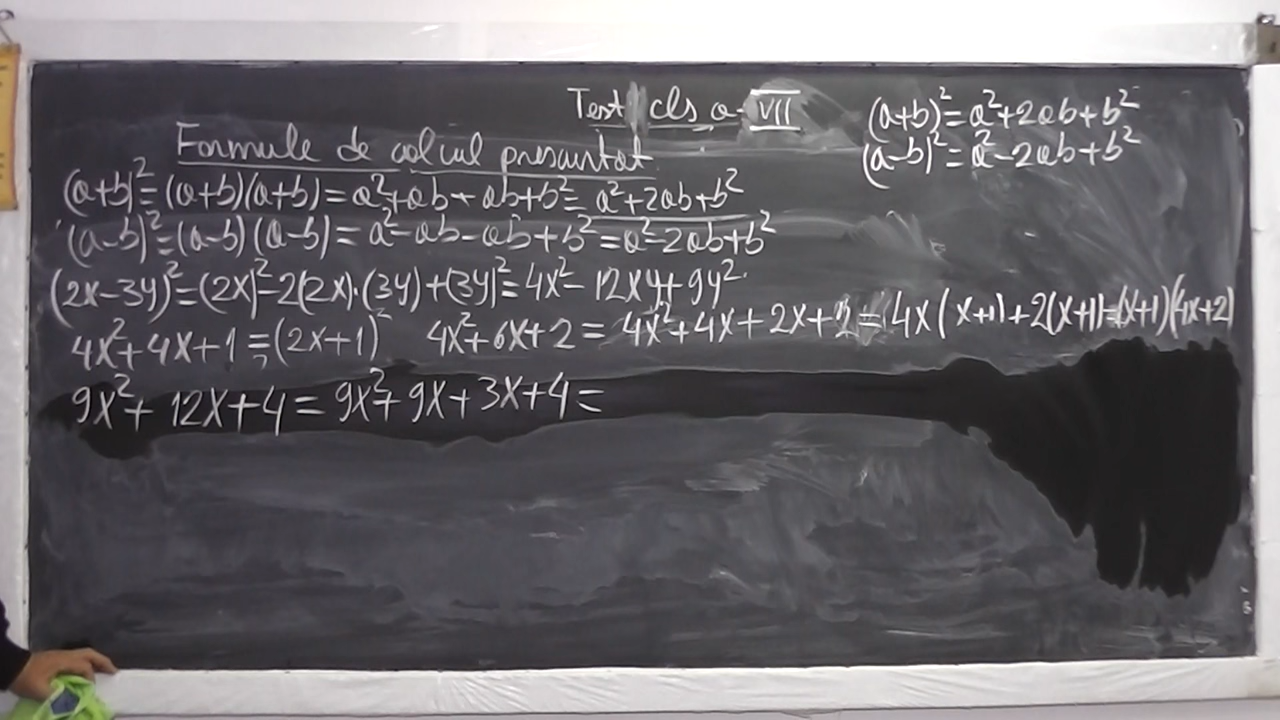 Test cls a VII
Formule de calcul prescurtat
(a+b)²=a²+2ab+b²
(a-b)²=a²-2ab+b²
(a+b)²=(a+b)(a+b)=a²+ab+ab+b²=a²+2ab+b²
(a-b)²=(a-b)(a-b)=a²-ab-ab+b²=a²-2ab+b²
(2x-3y)²=(2x)²-2(2x)·(3y)+(3y)²=4x²-12xy+9y²
4x²+4x+1=(2x+1)² 4x²+6x+2=4x²+4x+2x+2=4x(x+1)+2(x+1)=(x+1)(4x+2)
9x²+12x+4=9x²+9x+3x+4=